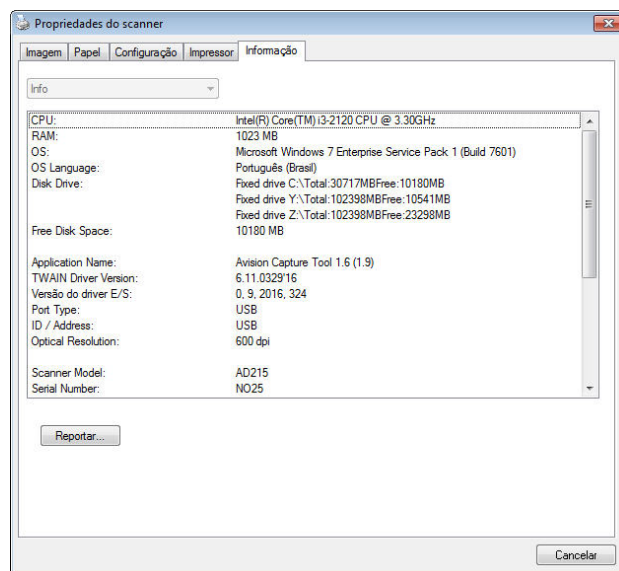 Propriedades do scanner
Imagem Papel Configuração Impressor Informação
Info
CPU: Intel(R) Core(TM) i3-2120 CPU @ 3.30GHz
RAM: 1023 MB
OS: Microsoft Windows 7 Enterprise Service Pack 1 (Build 7601)
OS Language: Português (Brasil)
Disk Drive: Fixed drive C:\Total:30717MBFree:10180MB
Fixed drive Y:\Total:102398MBFree:10541MB
Fixed drive Z:\Total:102398MBFree:23298MB
Free Disk Space: 10180 MB
Application Name: Avision Capture Tool 1.6 (1.9)
TWAIN Driver Version: 6.11.0329'16
Versão do driver E/S: 0, 9, 2016, 324
Port Type: USB
ID / Address: USB
Optical Resolution: 600 dpi
Scanner Model: AD215
Serial Number: NO25
Reportar...
Cancelar